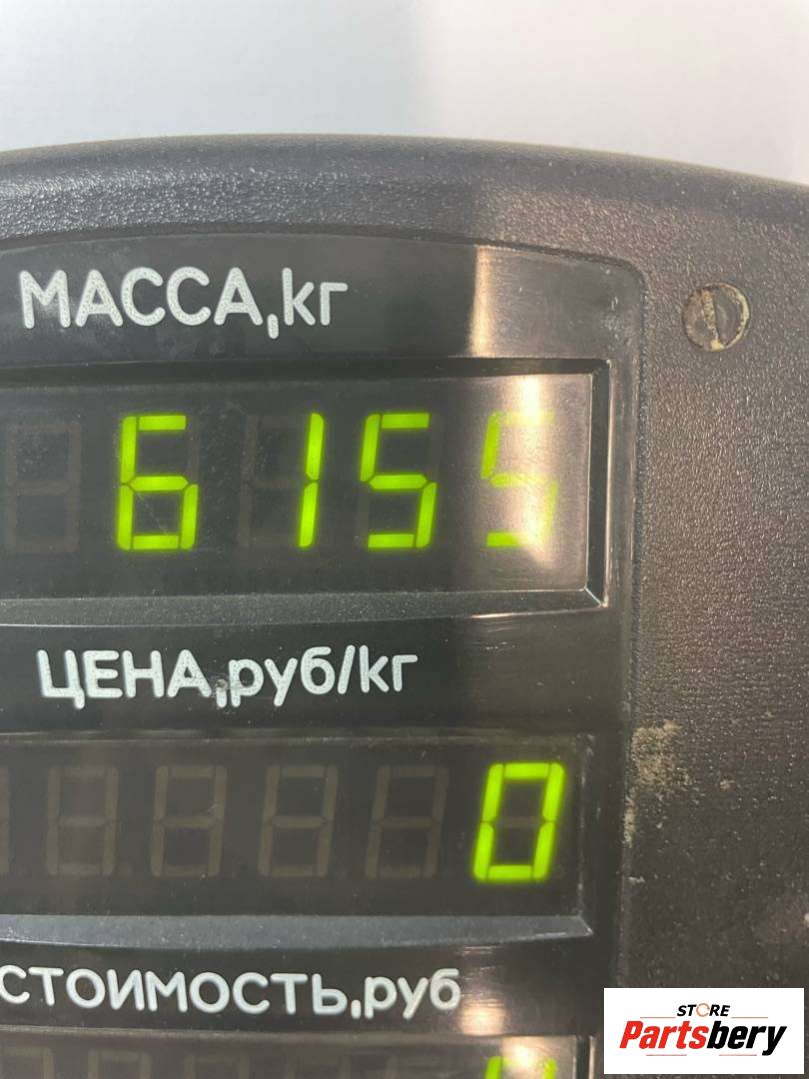 МАССА,кг
6155
ЦЕНА,руб/кг
0
СТОИМОСТЬ,руб
STORE
Partsbery